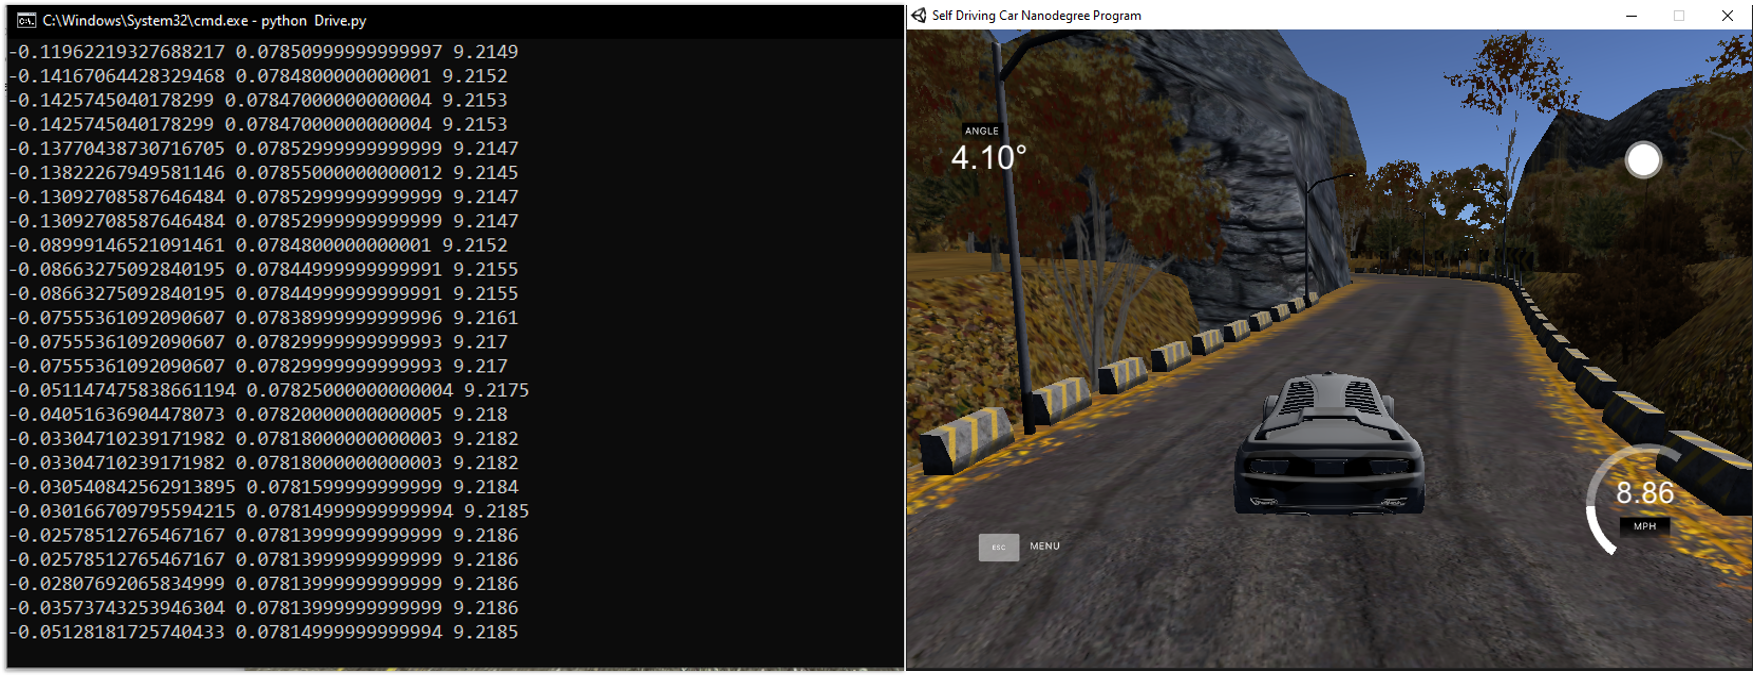 C:\Windows\System32\cmd.exe - python  Drive.py
-0.11962219327688217 0.07850999999999997 9.2149
-0.14167064428329468 0.0784800000000001 9.2152
-0.1425745040178299 0.07847000000000004 9.2153
-0.1425745040178299 0.07847000000000004 9.2153
-0.13770438730716705 0.07852999999999999 9.2147
-0.13822267949581146 0.07855000000000012 9.2145
-0.13092708587646484 0.07852999999999999 9.2147
-0.13092708587646484 0.07852999999999999 9.2147
-0.08999146521091461 0.0784800000000001 9.2152
-0.08663275092840195 0.07844999999999991 9.2155
-0.08663275092840195 0.07844999999999991 9.2155
-0.07555361092090607 0.07838999999999996 9.2161
-0.07555361092090607 0.07829999999999993 9.217
-0.07555361092090607 0.07829999999999993 9.217
-0.051147475838661194 0.07825000000000004 9.2175
-0.04051636904478073 0.07820000000000005 9.218
-0.03304710239171982 0.07818000000000003 9.2182
-0.03304710239171982 0.07818000000000003 9.2182
-0.030540842562913895 0.0781599999999999 9.2184
-0.030166709795594215 0.07814999999999994 9.2185
-0.02578512765467167 0.07813999999999999 9.2186
-0.02578512765467167 0.07813999999999999 9.2186
-0.02807692065834999 0.07813999999999999 9.2186
-0.03573743253946304 0.07813999999999999 9.2186
-0.05128181725740433 0.07814999999999994 9.2185
Self Driving Car Nanodegree Program
ANGLE
4.10°
8.86
MPH
ESC MENU